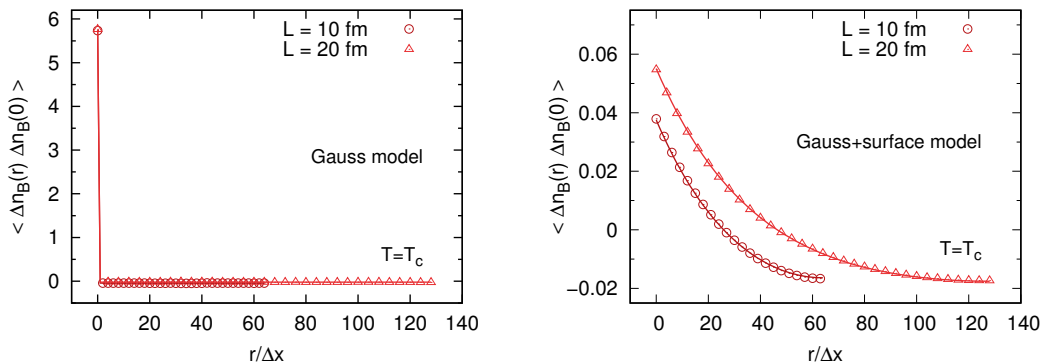 < Δn_B(r) Δn_B(0) >
6
5
4
3
2
1
0
L = 10 fm
L = 20 fm
Gauss model
T=T_c
0 20 40 60 80 100 120 140
r/Δx
< Δn_B(r) Δn_B(0) >
0.06
0.04
0.02
0
−0.02
L = 10 fm
L = 20 fm
Gauss+surface model
T=T_c
0 20 40 60 80 100 120 140
r/Δx